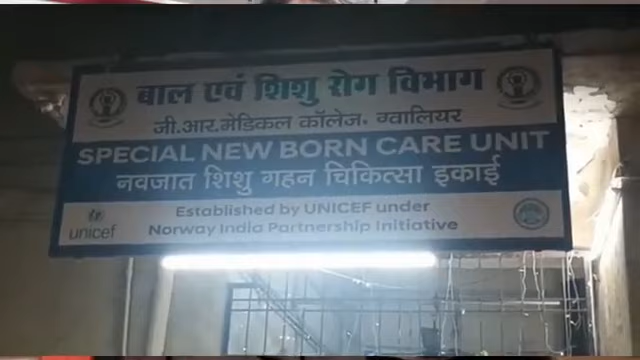 बाल एवं शिशु रोग विभाग
जी.आर.मेडिकल कॉलेज, ग्वालियर
SPECIAL NEW BORN CARE UNIT
नवजात शिशु गहन चिकित्सा इकाई
unicef
Established by UNICEF under
Norway India Partnership Initiative